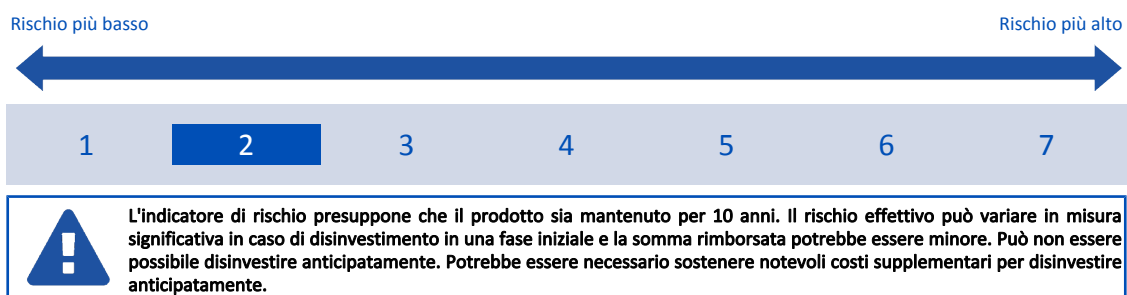 Rischio più basso Rischio più alto
1 2 3 4 5 6 7
L'indicatore di rischio presuppone che il prodotto sia mantenuto per 10 anni. Il rischio effettivo può variare in misura
significativa in caso di disinvestimento in una fase iniziale e la somma rimborsata potrebbe essere minore. Può non essere
possibile disinvestire anticipatamente. Potrebbe essere necessario sostenere notevoli costi supplementari per disinvestire
anticipatamente.